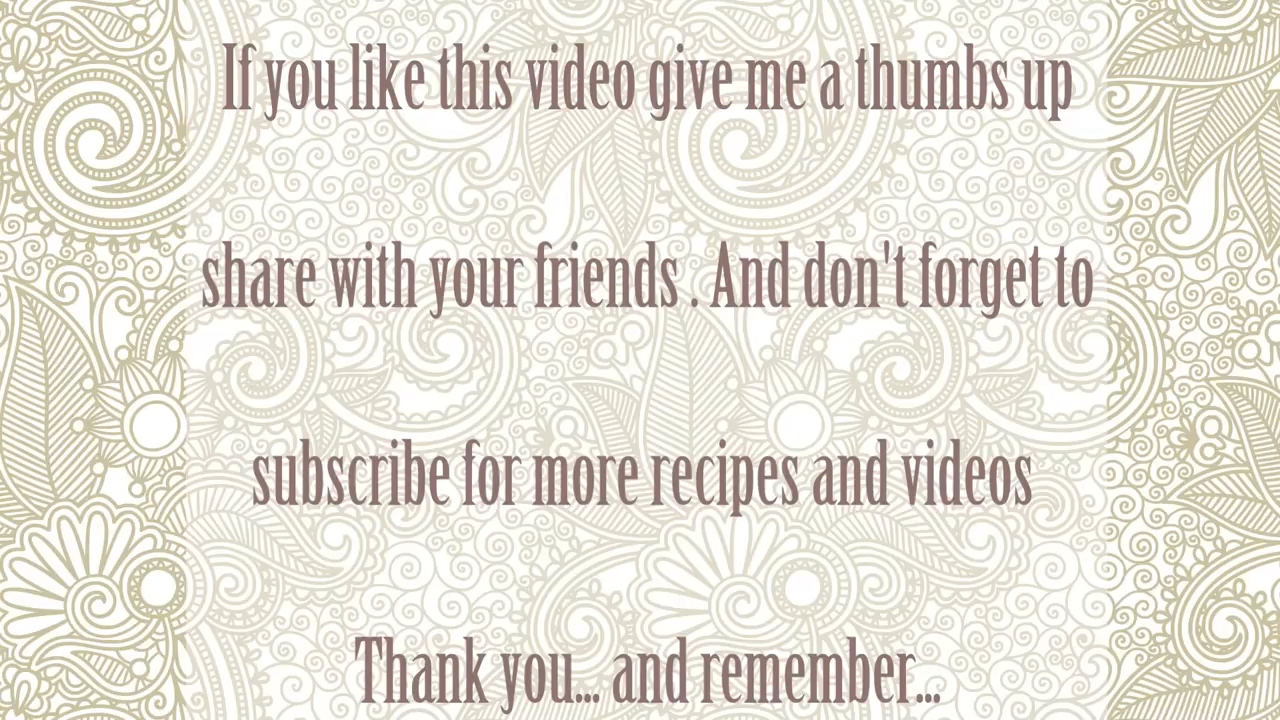 If you like this video give me a thumbs up
share with your friends . And don't forget to
subscribe for more recipes and videos
Thank you... and remember...